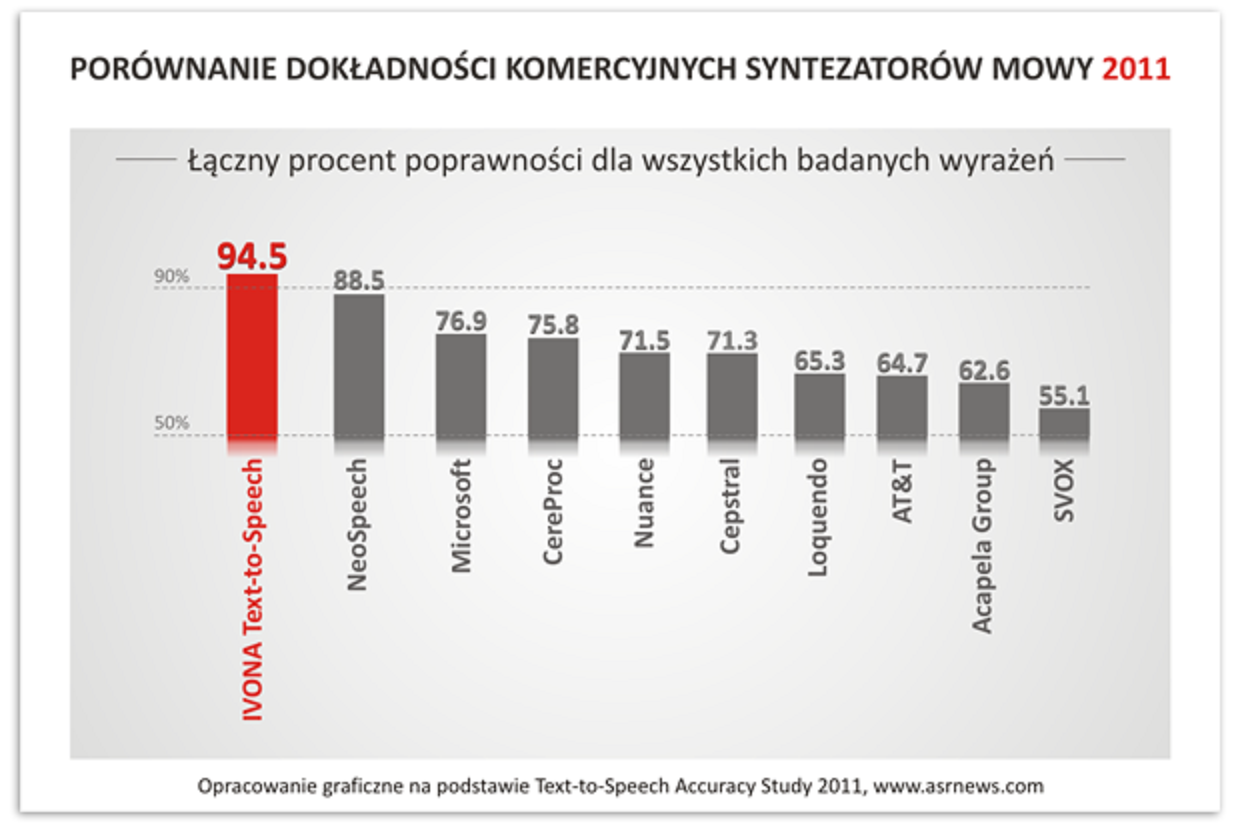 PORÓWNANIE DOKŁADNOŚCI KOMERCYJNYCH SYNTEZATORÓW MOWY 2011
Łączny procent poprawności dla wszystkich badanych wyrażeń
94.5
90%
88.5
76.9
75.8
71.5
71.3
65.3
64.7
62.6
55.1
50%
IVONA Text-to-Speech
NeoSpeech
Microsoft
CereProc
Nuance
Cepstral
Loquendo
AT&T
Acapela Group
SVOX
Opracowanie graficzne na podstawie Text-to-Speech Accuracy Study 2011, www.asrnews.com